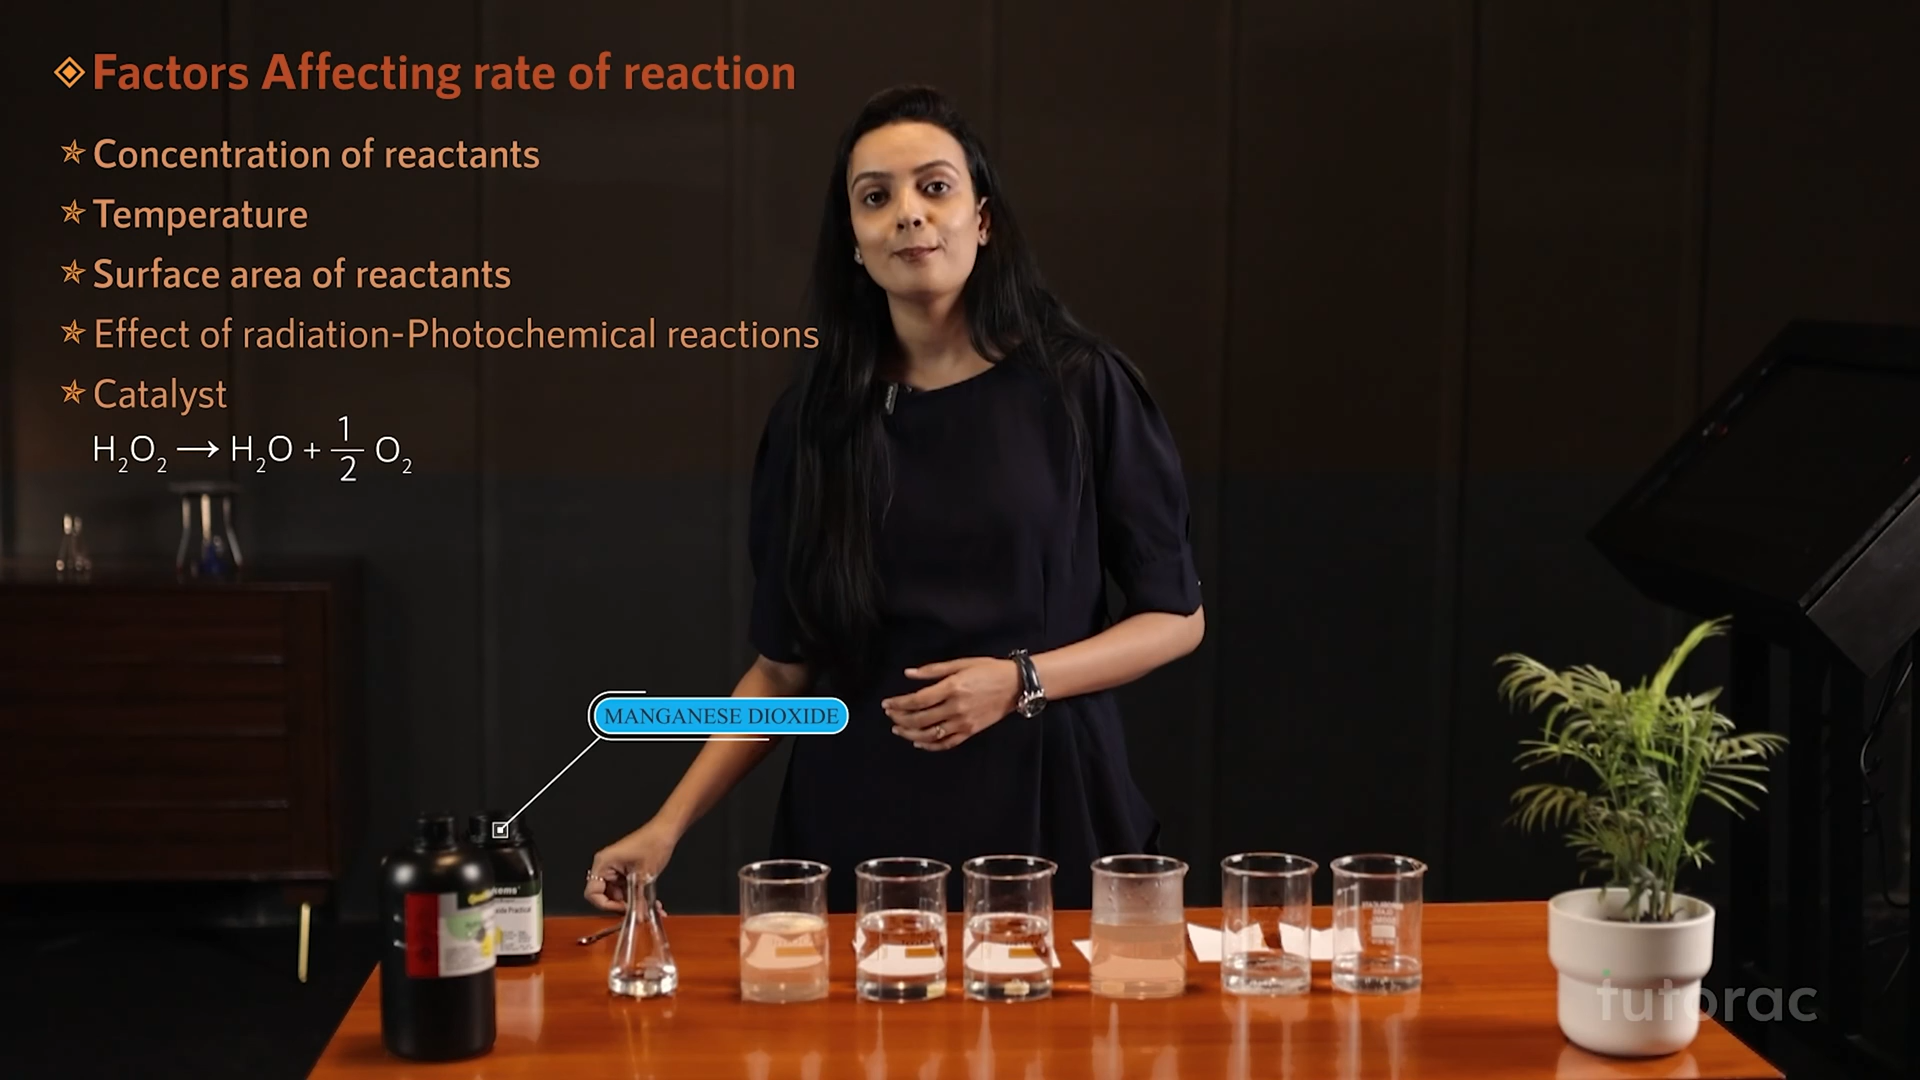 Factors Affecting rate of reaction
Concentration of reactants
Temperature
Surface area of reactants
Effect of radiation-Photochemical reactions
Catalyst
H₂O₂ → H₂O + 1/2 O₂
MANGANESE DIOXIDE
tutorac